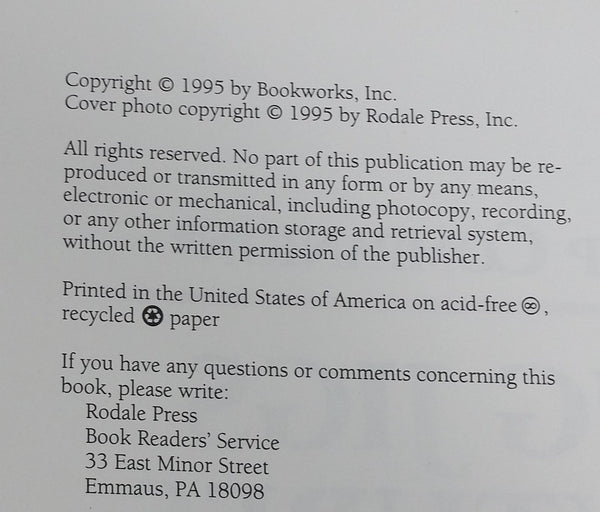 Copyright © 1995 by Bookworks, Inc.
Cover photo copyright © 1995 by Rodale Press, Inc.
All rights reserved. No part of this publication may be re-
produced or transmitted in any form or by any means,
electronic or mechanical, including photocopy, recording,
or any other information storage and retrieval system,
without the written permission of the publisher.
Printed in the United States of America on acid-free ♾,
recycled ♻ paper
If you have any questions or comments concerning this
book, please write:
Rodale Press
Book Readers' Service
33 East Minor Street
Emmaus, PA 18098